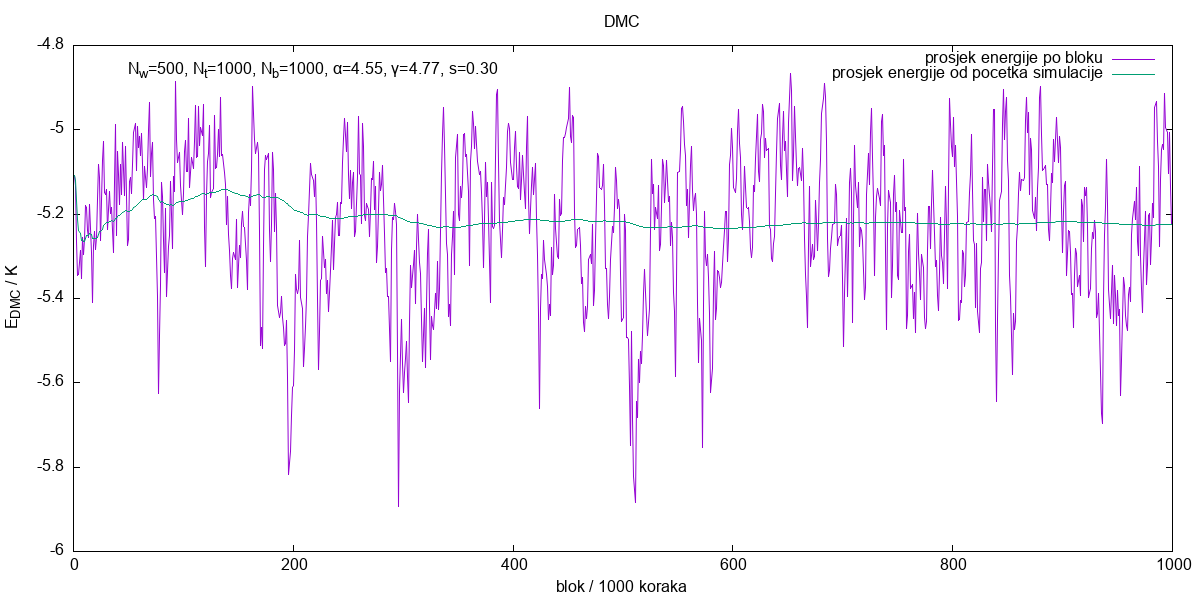 DMC
N_w=500, N_t=1000, N_b=1000, α=4.55, γ=4.77, s=0.30
prosjek energije po bloku
prosjek energije od pocetka simulacije
-4.8
-5
-5.2
-5.4
-5.6
-5.8
-6
E_DMC / K
0 200 400 600 800 1000
blok / 1000 koraka